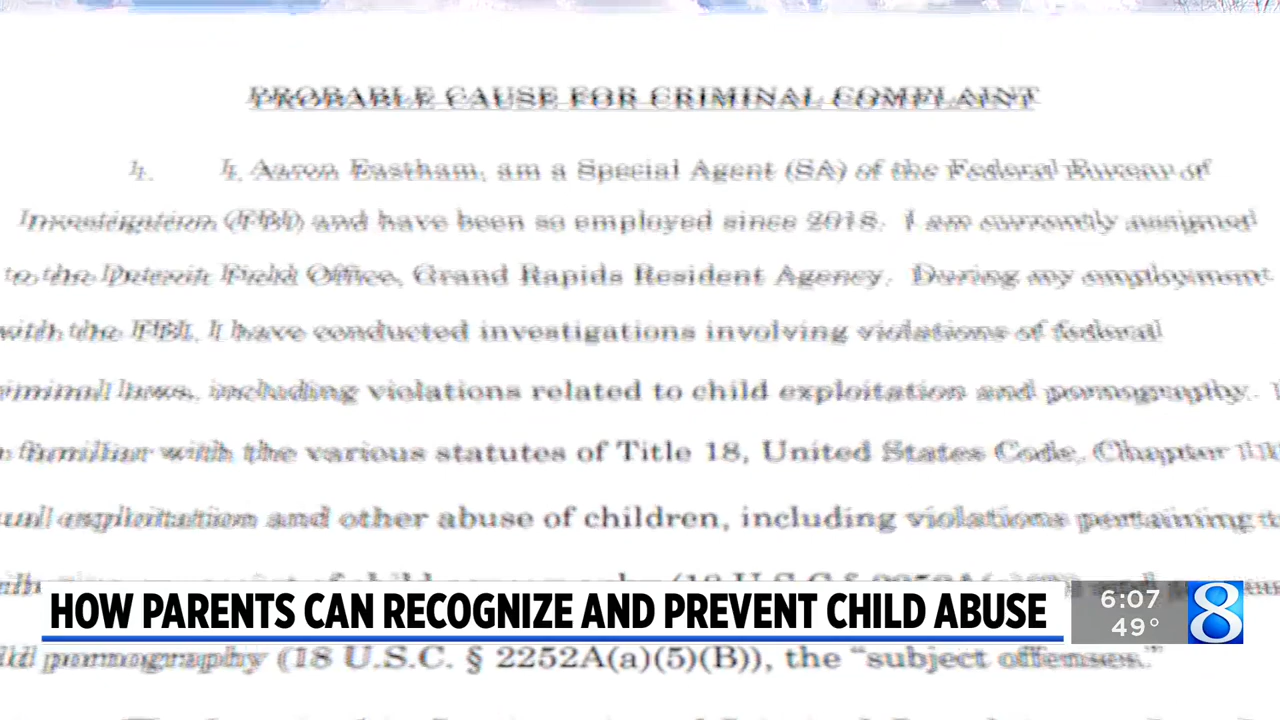 PROBABLE CAUSE FOR CRIMINAL COMPLAINT
1. I, Aaron Eastham, am a Special Agent (SA) of the Federal Bureau of
Investigation (FBI) and have been so employed since 2018. I am currently assigned
to the Detroit Field Office, Grand Rapids Resident Agency. During my employment
with the FBI, I have conducted investigations involving violations of federal
criminal laws, including violations related to child exploitation and pornography.
familiar with the various statutes of Title 18, United States Code, Chapter
exploitation and other abuse of children, including violations pertaining
HOW PARENTS CAN RECOGNIZE AND PREVENT CHILD ABUSE
6:07
49°
8
pornography (18 U.S.C. § 2252A(a)(5)(B)), the “subject offenses.”